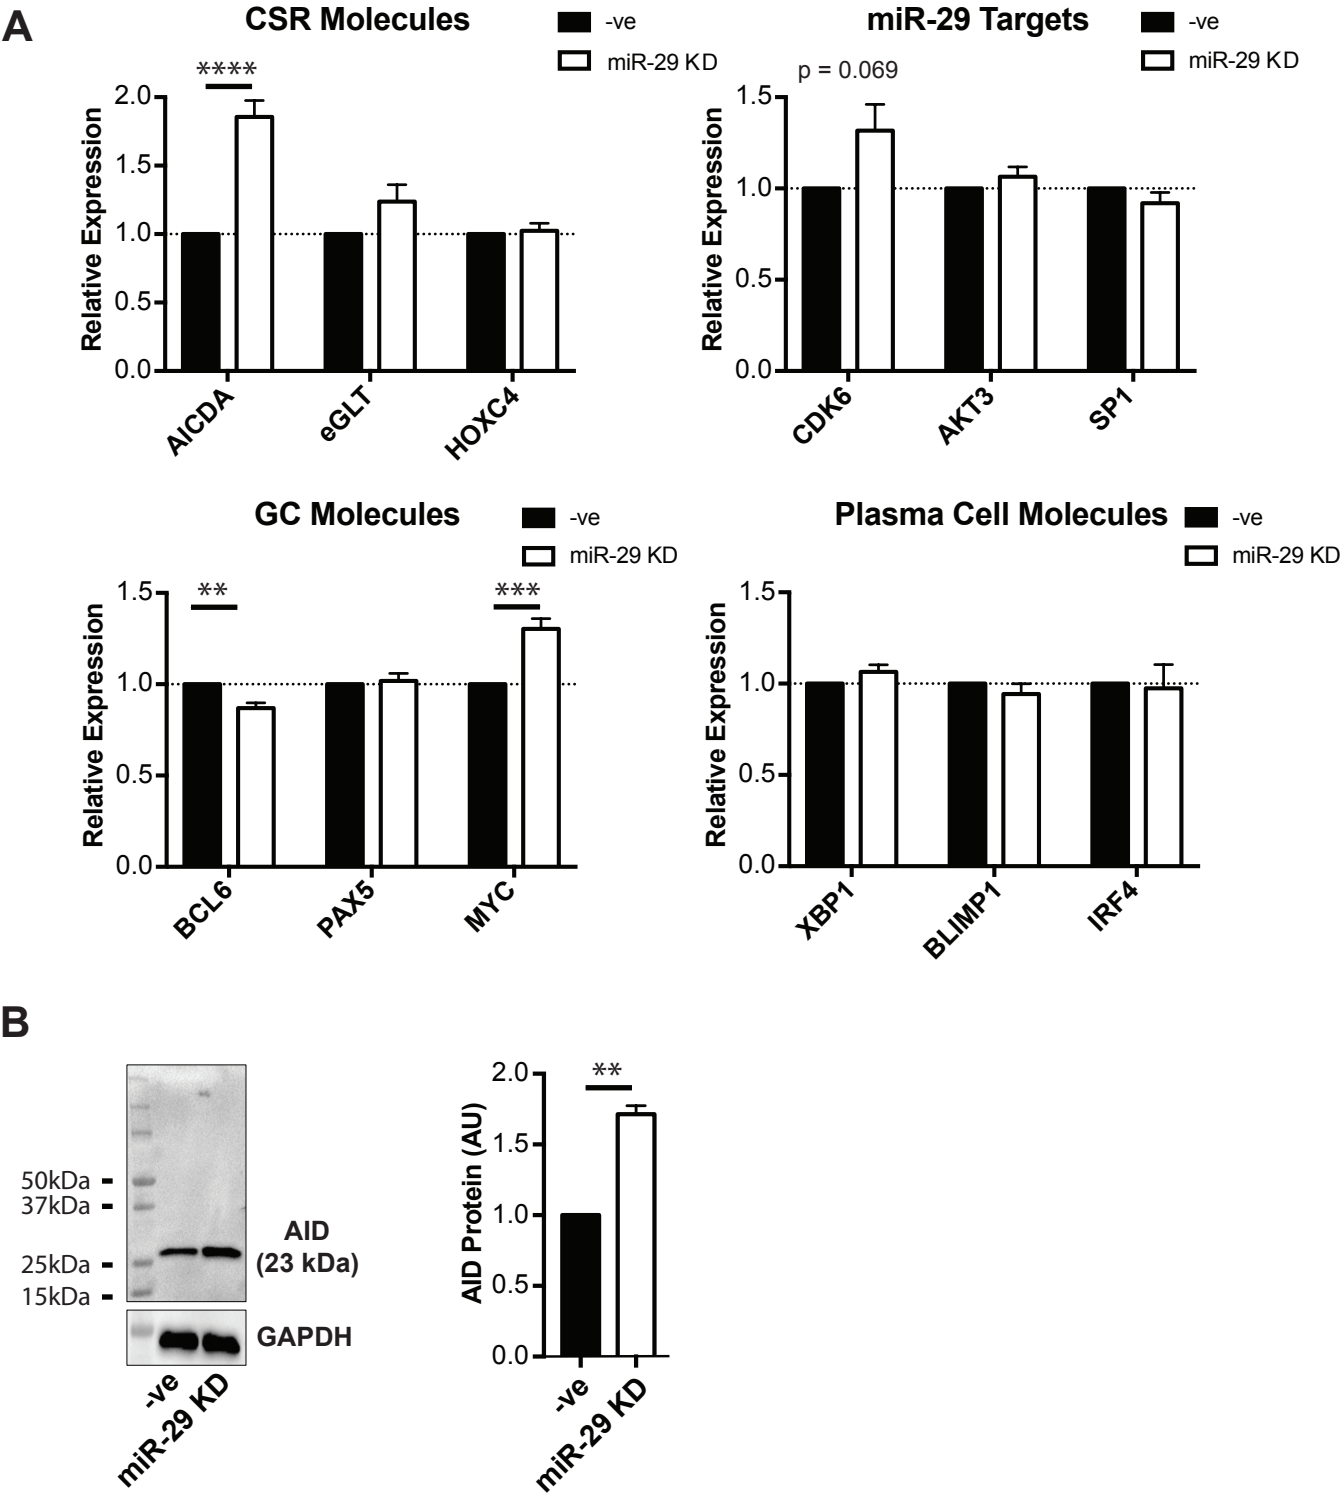 A
CSR Molecules
-ve
miR-29 KD
****
Relative Expression
2.0
1.5
1.0
0.5
0.0
AICDA
eGLT
HOXC4
miR-29 Targets
-ve
miR-29 KD
p = 0.069
Relative Expression
1.5
1.0
0.5
0.0
CDK6
AKT3
SP1
GC Molecules
-ve
miR-29 KD
**
***
Relative Expression
1.5
1.0
0.5
0.0
BCL6
PAX5
MYC
Plasma Cell Molecules
-ve
miR-29 KD
Relative Expression
1.5
1.0
0.5
0.0
XBP1
BLIMP1
IRF4
B
50kDa
37kDa
25kDa
15kDa
AID
(23 kDa)
GAPDH
-ve
miR-29 KD
**
AID Protein (AU)
2.0
1.5
1.0
0.5
0.0
-ve
miR-29 KD